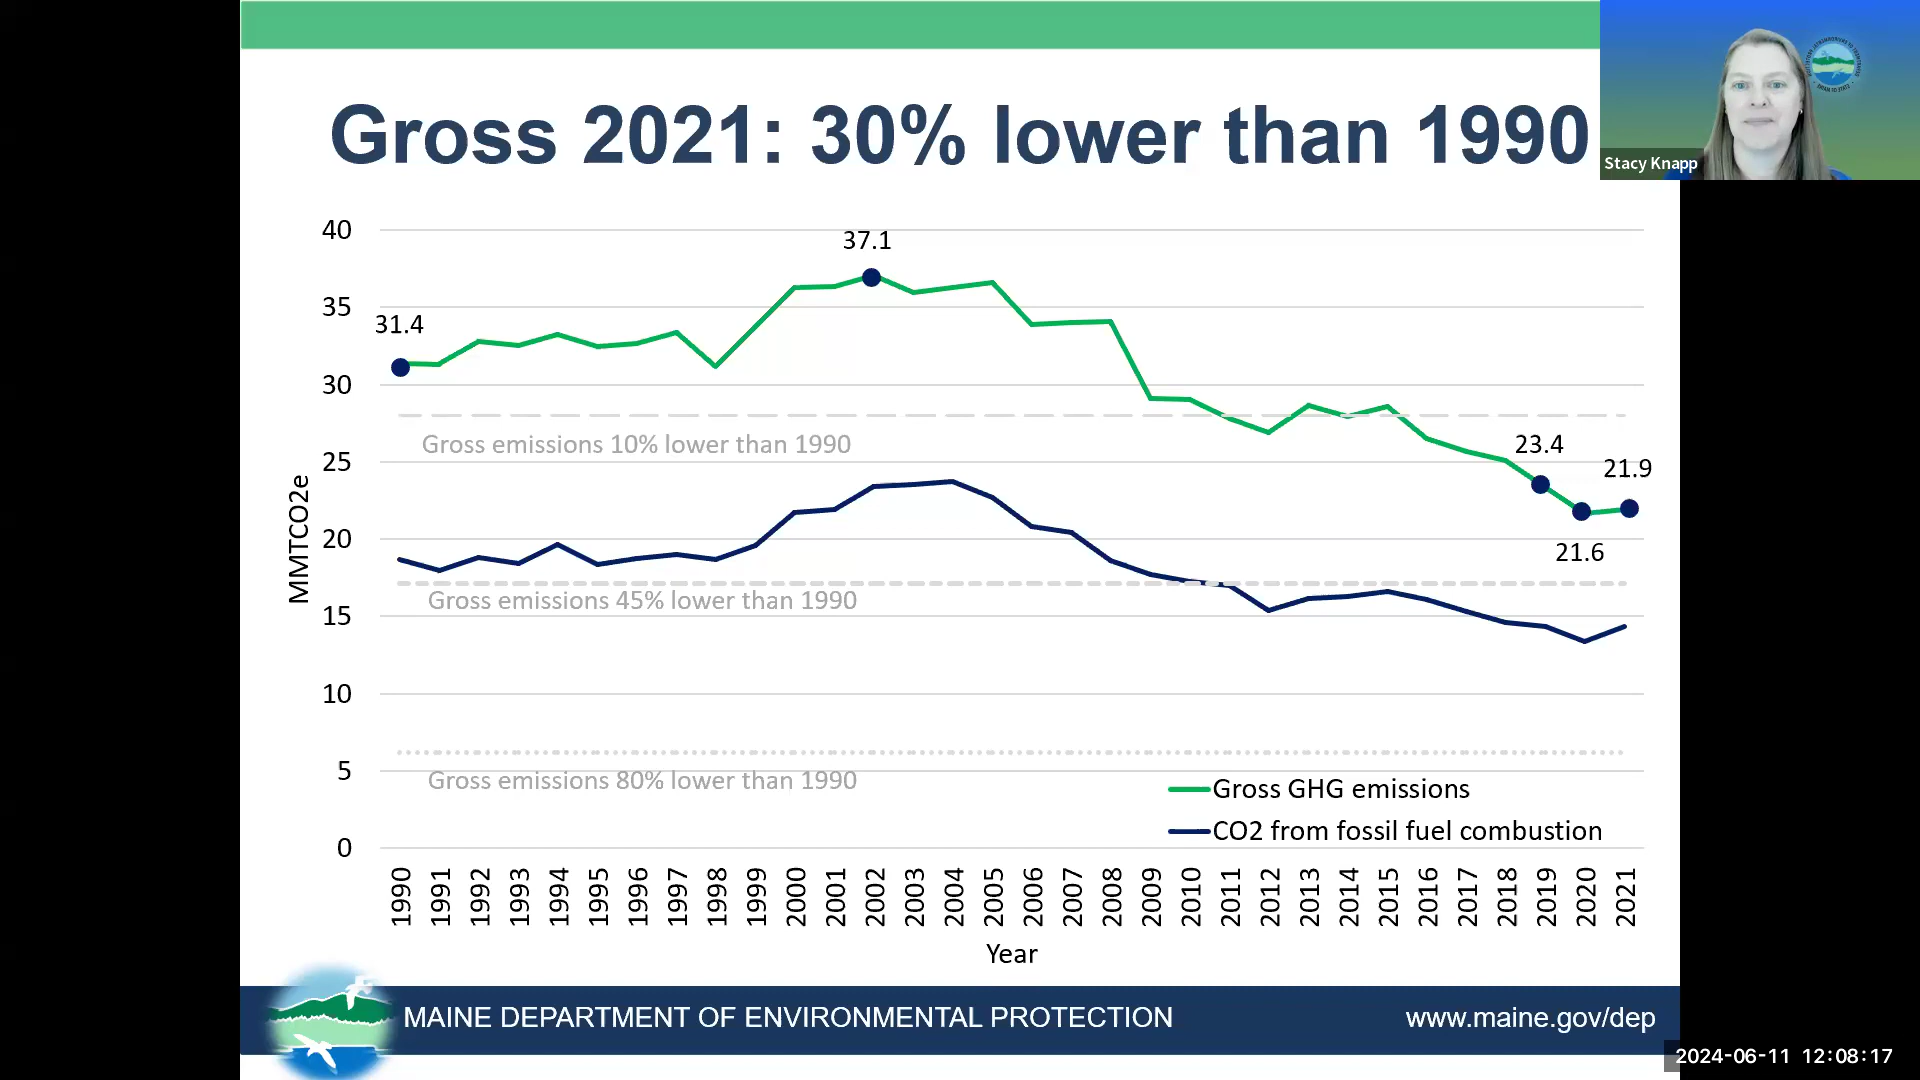 Gross 2021: 30% lower than 1990
Stacy Knapp
40
35
30
25
20
15
10
5
0
MMTCO2e
31.4
37.1
23.4
21.9
21.6
Gross emissions 10% lower than 1990
Gross emissions 45% lower than 1990
Gross emissions 80% lower than 1990
Gross GHG emissions
CO2 from fossil fuel combustion
1990 1991 1992 1993 1994 1995 1996 1997 1998 1999 2000 2001 2002 2003 2004 2005 2006 2007 2008 2009 2010 2011 2012 2013 2014 2015 2016 2017 2018 2019 2020 2021
Year
MAINE DEPARTMENT OF ENVIRONMENTAL PROTECTION
www.maine.gov/dep
2024-06-11 12:08:17